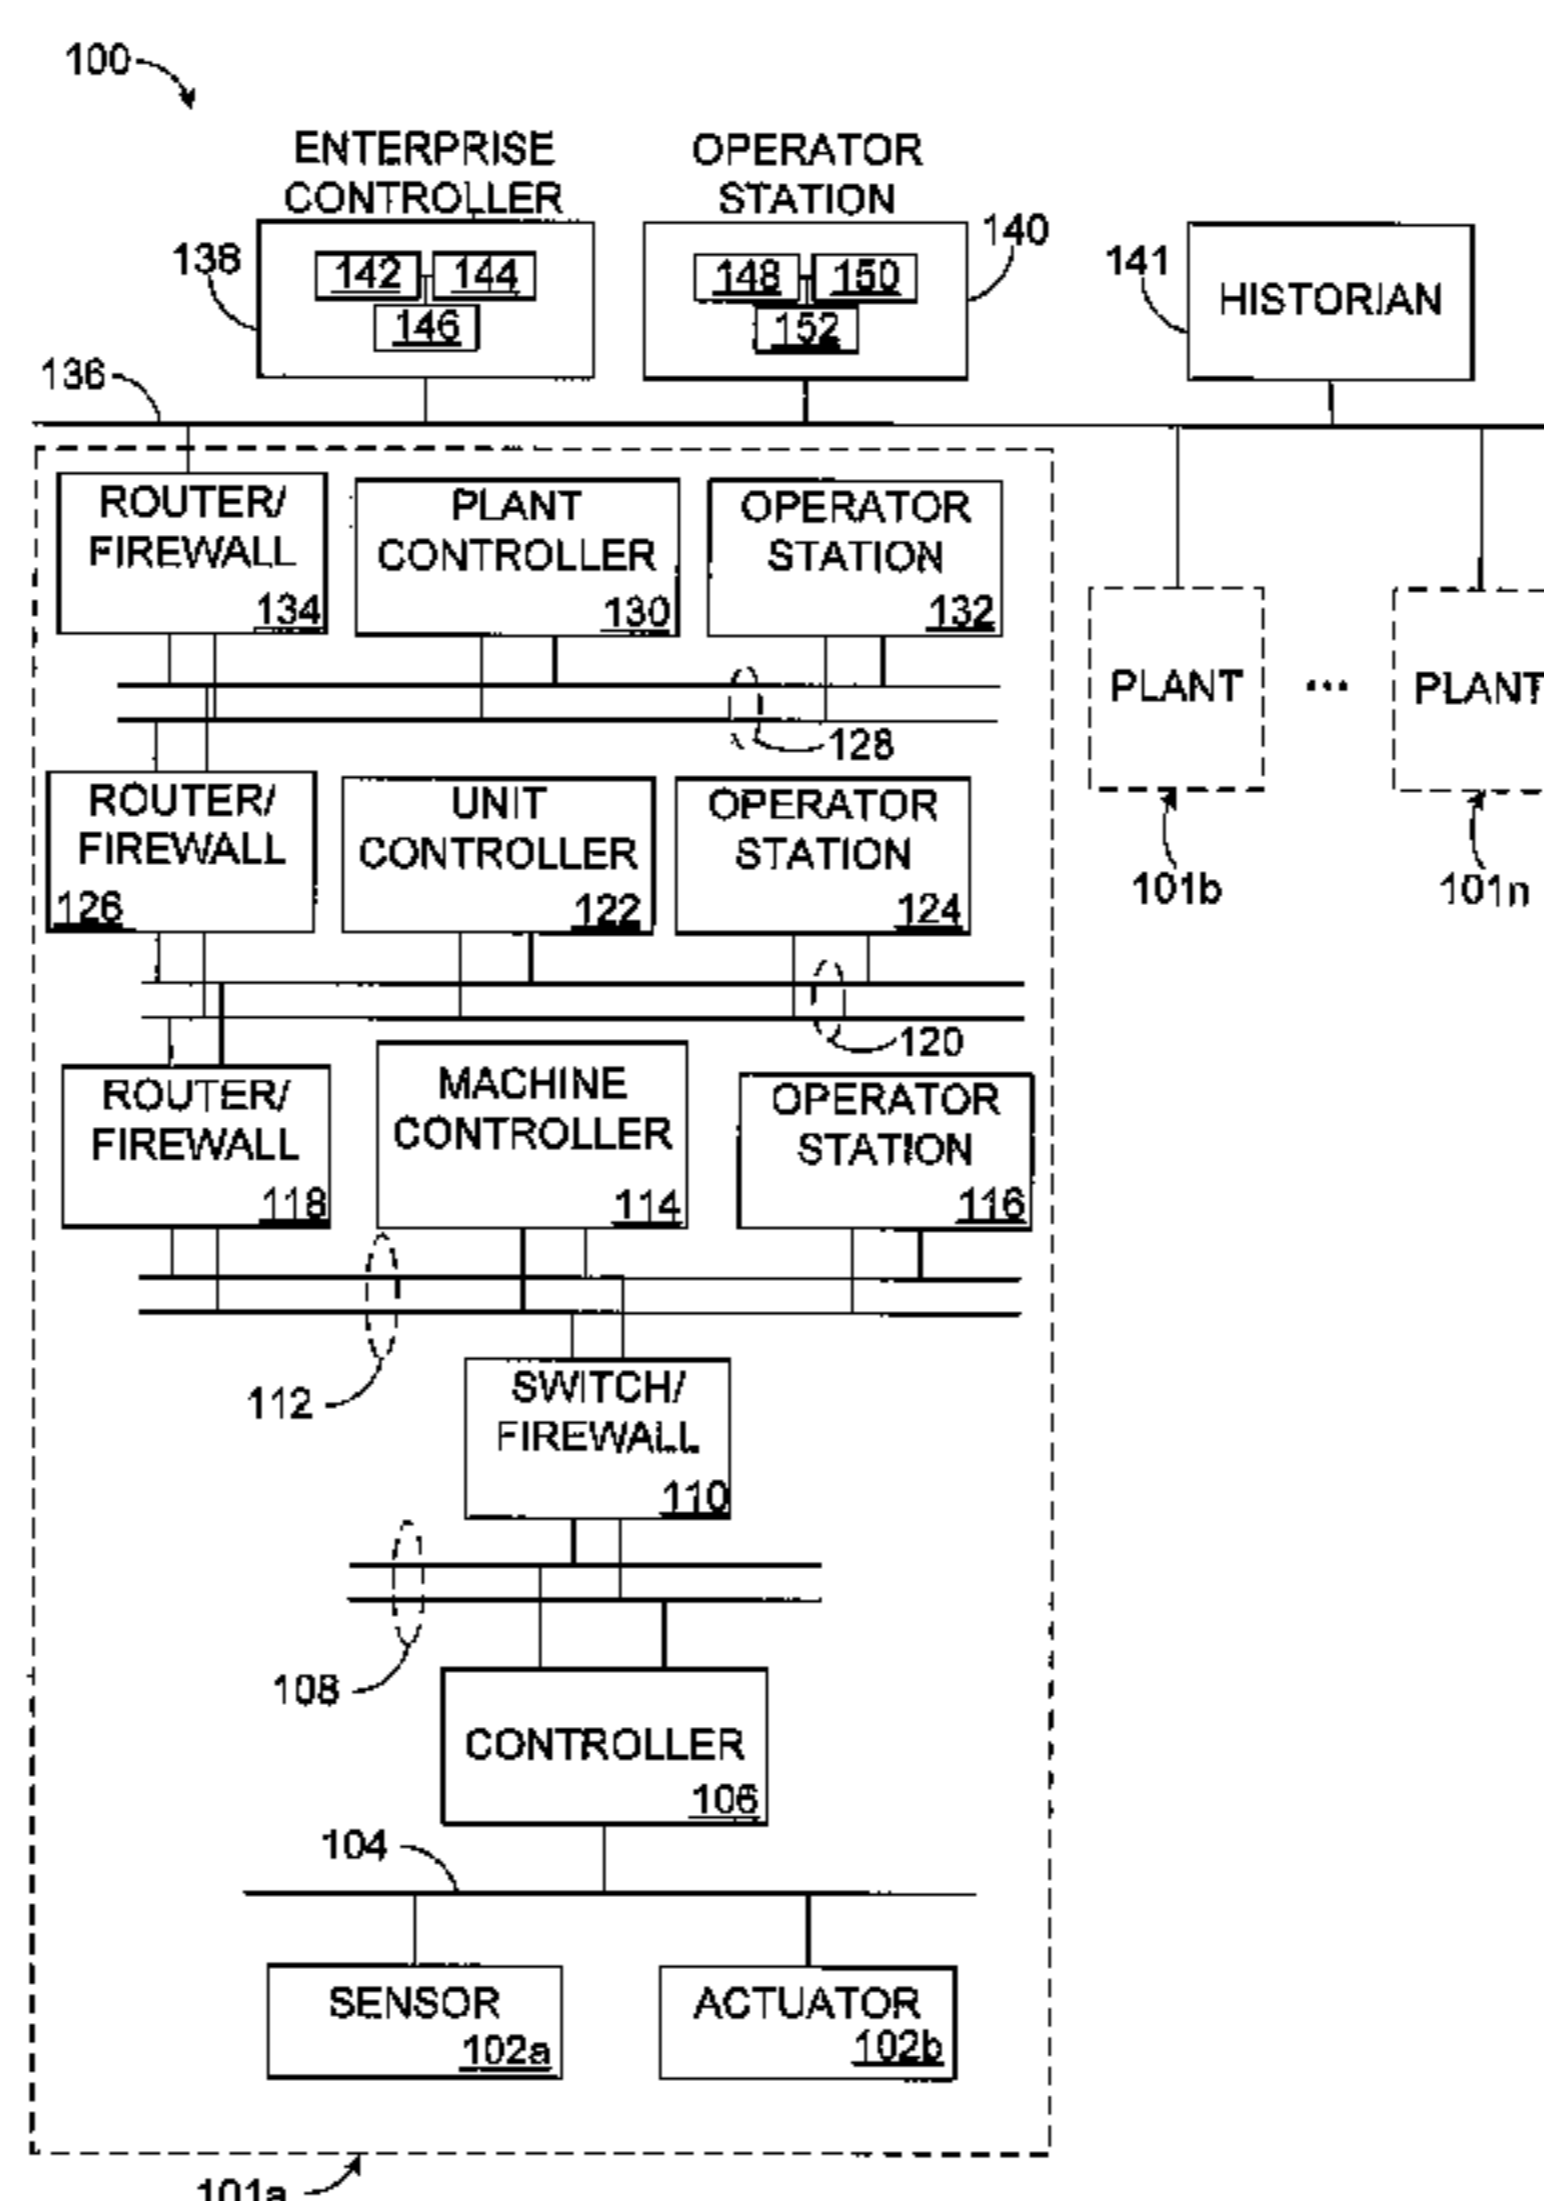 100
ENTERPRISE
CONTROLLER
OPERATOR
STATION
138
142
144
146
148
150
152
140
141
HISTORIAN
136
ROUTER/
FIREWALL
134
PLANT
CONTROLLER
130
OPERATOR
STATION
132
PLANT
...
PLANT
128
ROUTER/
FIREWALL
126
UNIT
CONTROLLER
122
OPERATOR
STATION
124
101b
101n
120
ROUTER/
FIREWALL
118
MACHINE
CONTROLLER
114
OPERATOR
STATION
116
112
SWITCH/
FIREWALL
110
108
CONTROLLER
106
104
SENSOR
102a
ACTUATOR
102b
101a